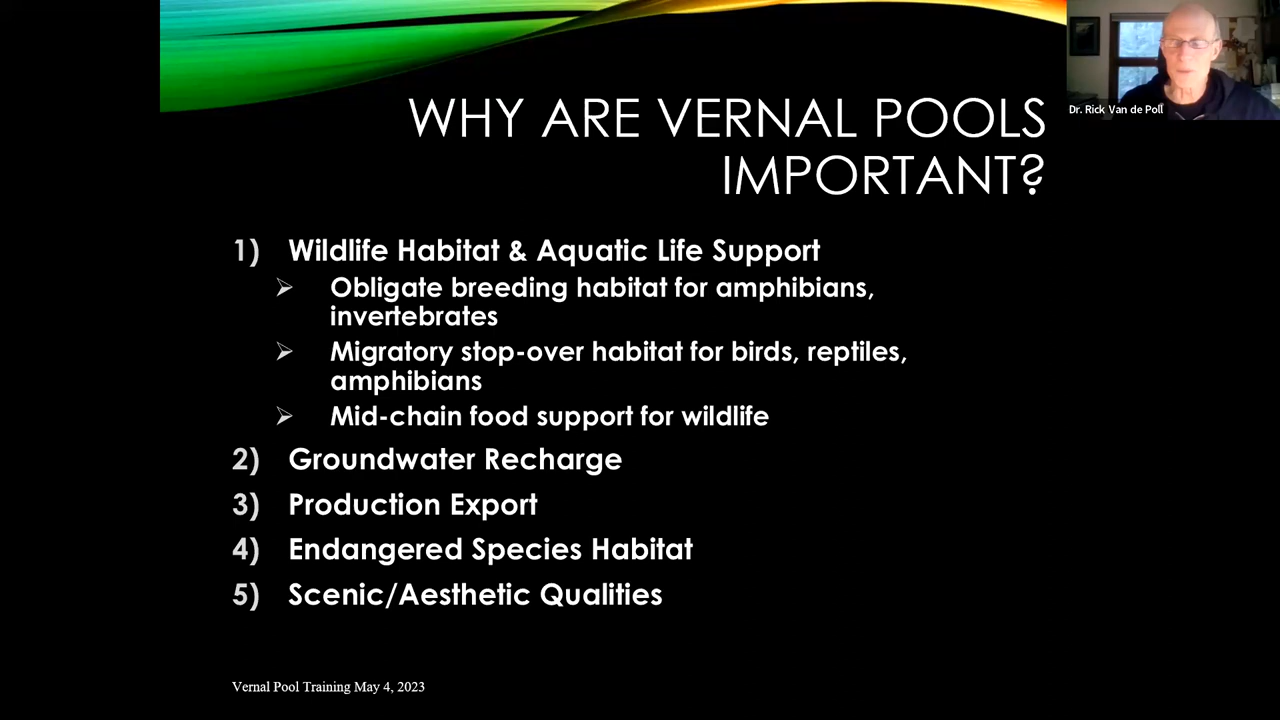 WHY ARE VERNAL POOLS
IMPORTANT?
Dr. Rick Van de Poll
1) Wildlife Habitat & Aquatic Life Support
➢ Obligate breeding habitat for amphibians,
invertebrates
➢ Migratory stop-over habitat for birds, reptiles,
amphibians
➢ Mid-chain food support for wildlife
2) Groundwater Recharge
3) Production Export
4) Endangered Species Habitat
5) Scenic/Aesthetic Qualities
Vernal Pool Training May 4, 2023